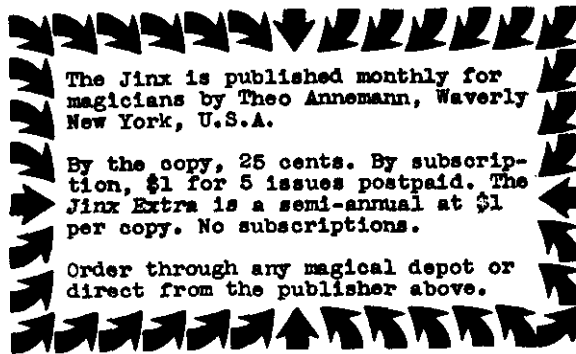 The Jinx is published monthly for
magicians by Theo Annemann, Waverly
New York, U.S.A.
By the copy, 25 cents. By subscrip-
tion, $1 for 5 issues postpaid. The
Jinx Extra is a semi-annual at $1
per copy. No subscriptions.
Order through any magical depot or
direct from the publisher above.